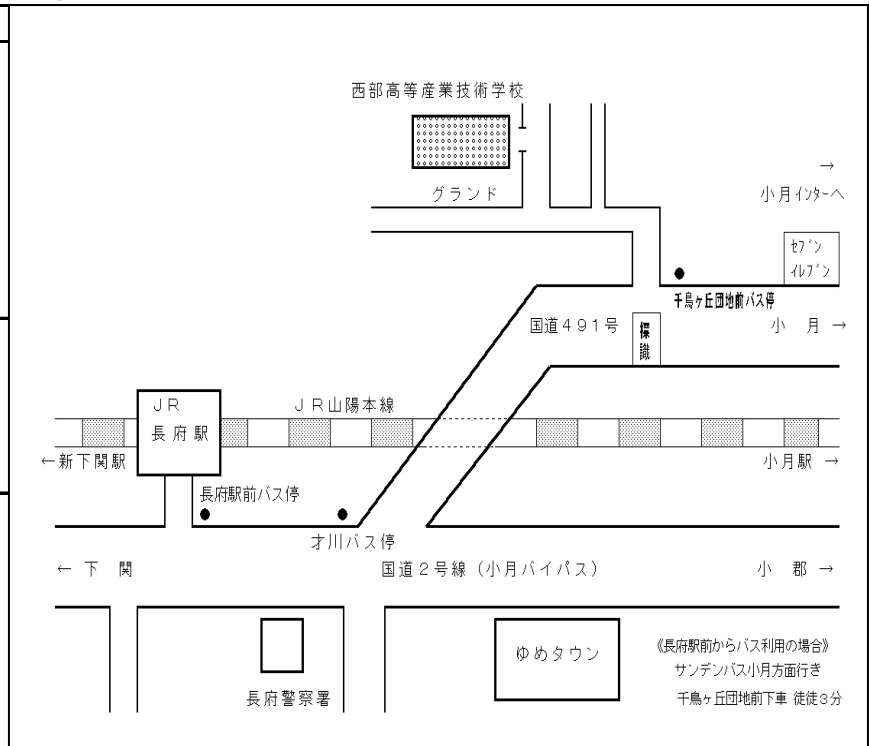 西部高等産業技術学校
グランド
→
小月インターへ
セブン
イレブン
千鳥ヶ丘団地前バス停
国道491号
標
識
小 月 →
JR
長府駅
JR山陽本線
←新下関駅
小月駅 →
長府駅前バス停
才川バス停
← 下 関
国道2号線(小月バイパス)
小 郡 →
長府警察署
ゆめタウン
《長府駅前からバス利用の場合》
サンデンバス小月方面行き
千鳥ヶ丘団地前下車 徒徒3分